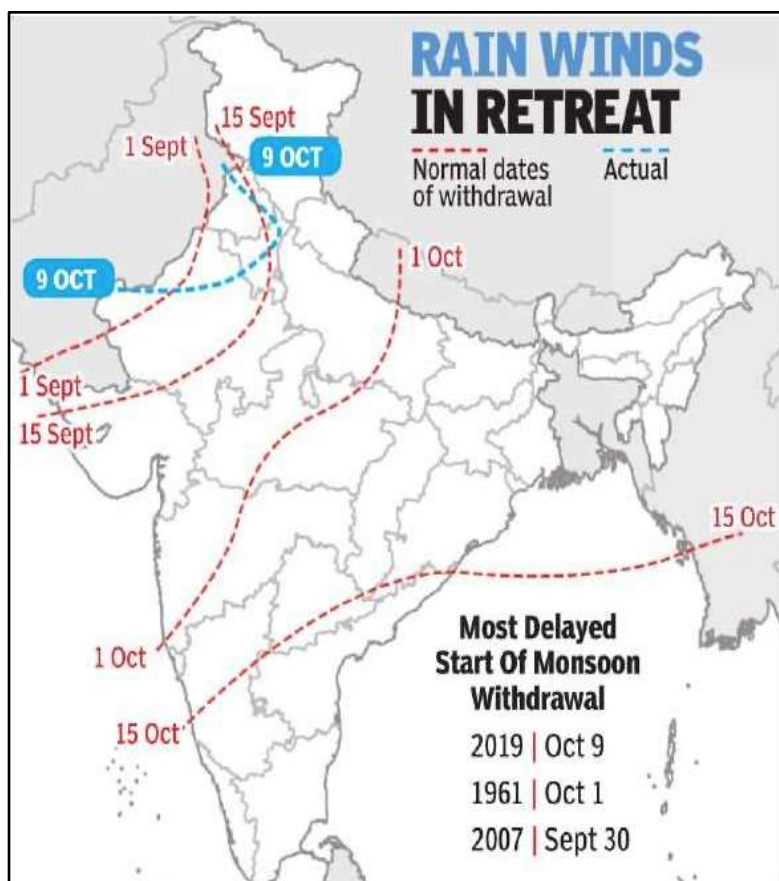 RAIN WINDS
IN RETREAT
Normal dates
of withdrawal
Actual
15 Sept
1 Sept
9 OCT
1 Oct
9 OCT
1 Sept
15 Sept
15 Oct
1 Oct
15 Oct
Most Delayed
Start Of Monsoon
Withdrawal
2019 | Oct 9
1961 | Oct 1
2007 | Sept 30